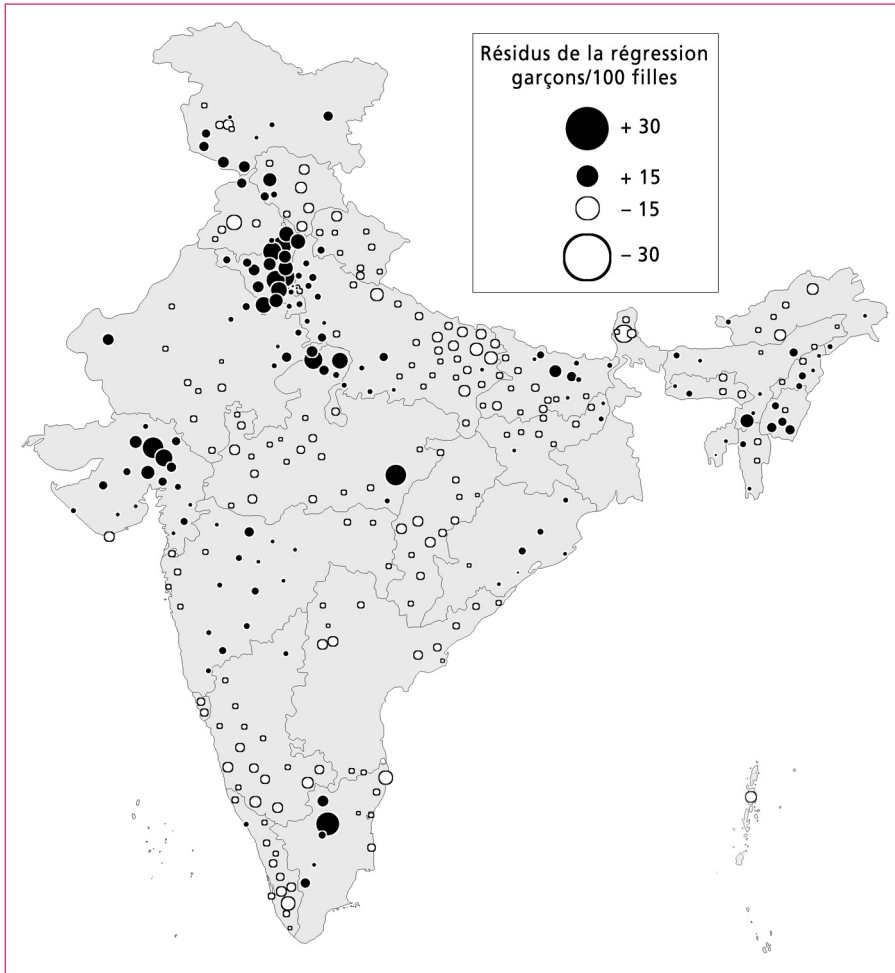 Résidus de la régression
garçons/100 filles
+ 30
+ 15
– 15
– 30